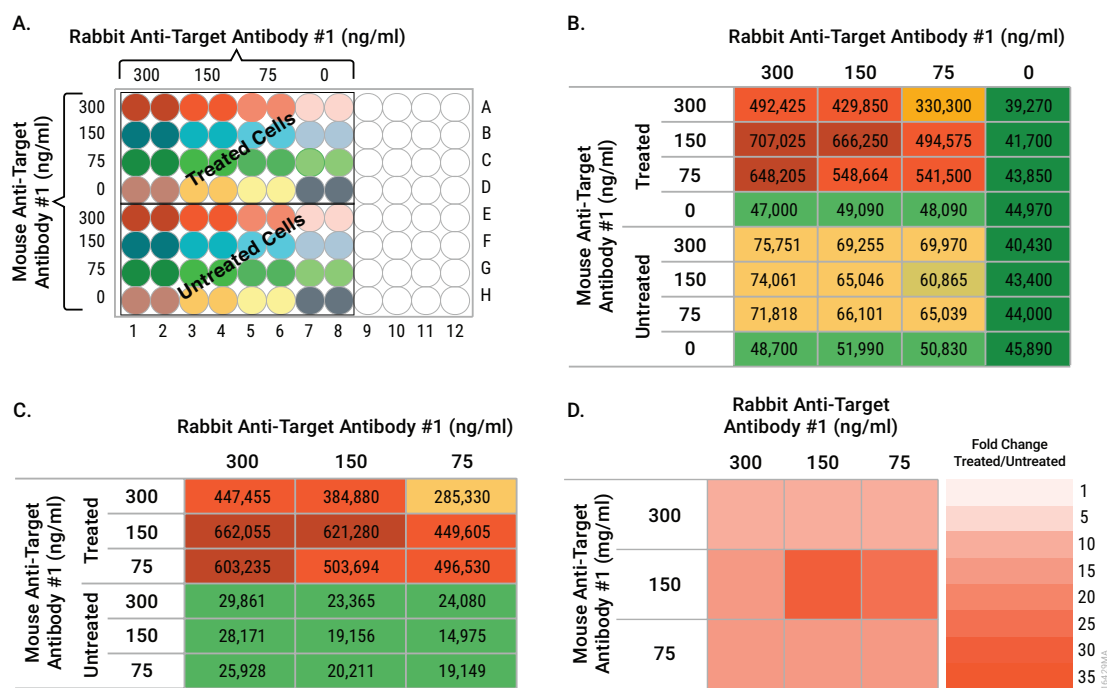 A.
Rabbit Anti-Target Antibody #1 (ng/ml)
300 150 75 0
Mouse Anti-Target
Antibody #1 (ng/ml)
300 A
150 B
75 C
0 D
300 E
150 F
75 G
0 H
Treated Cells
Untreated Cells
1 2 3 4 5 6 7 8 9 10 11 12
B.
Rabbit Anti-Target Antibody #1 (ng/ml)
300 150 75 0
Mouse Anti-Target
Antibody #1 (ng/ml)
Treated
300 492,425 429,850 330,300 39,270
150 707,025 666,250 494,575 41,700
75 648,205 548,664 541,500 43,850
0 47,000 49,090 48,090 44,970
Untreated
300 75,751 69,255 69,970 40,430
150 74,061 65,046 60,865 43,400
75 71,818 66,101 65,039 44,000
0 48,700 51,990 50,830 45,890
C.
Rabbit Anti-Target Antibody #1 (ng/ml)
300 150 75
Mouse Anti-Target
Antibody #1 (ng/ml)
Treated
300 447,455 384,880 285,330
150 662,055 621,280 449,605
75 603,235 503,694 496,530
Untreated
300 29,861 23,365 24,080
150 28,171 19,156 14,975
75 25,928 20,211 19,149
D.
Rabbit Anti-Target
Antibody #1 (ng/ml)
300 150 75
Mouse Anti-Target
Antibody #1 (mg/ml)
300
150
75
Fold Change
Treated/Untreated
1
5
10
15
20
25
30
35
16429MA